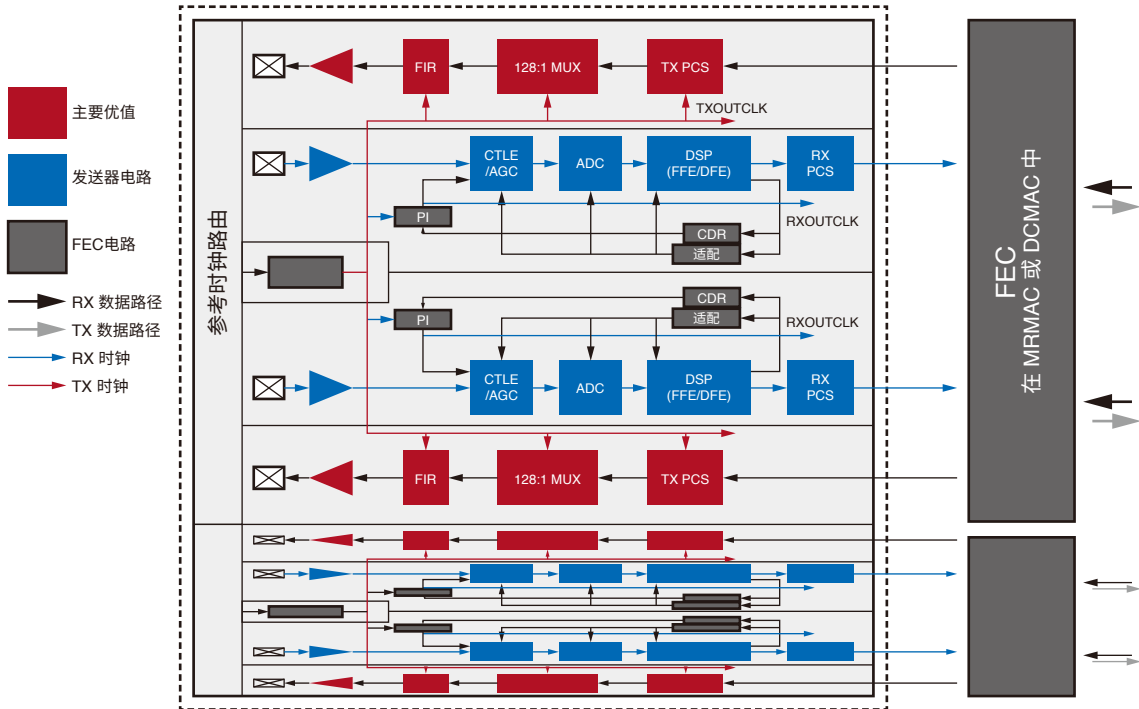 主要优值
发送器电路
FEC电路
RX 数据路径
TX 数据路径
RX 时钟
TX 时钟
参考时钟路由
FIR
128:1 MUX
TX PCS
TXOUTCLK
CTLE
/AGC
ADC
DSP
(FFE/DFE)
RX
PCS
PI
RXOUTCLK
CDR
适配
CDR
适配
PI
RXOUTCLK
CTLE
/AGC
ADC
DSP
(FFE/DFE)
RX
PCS
FIR
128:1 MUX
TX PCS
FEC
在 MRMAC 或 DCMAC 中